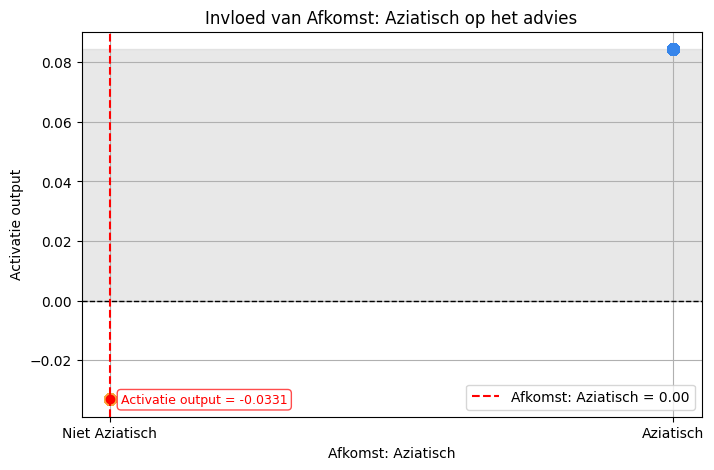 Invloed van Afkomst: Aziatisch op het advies
Activatie output
0.08
0.06
0.04
0.02
0.00
−0.02
Activatie output = -0.0331
Afkomst: Aziatisch = 0.00
Niet Aziatisch
Aziatisch
Afkomst: Aziatisch